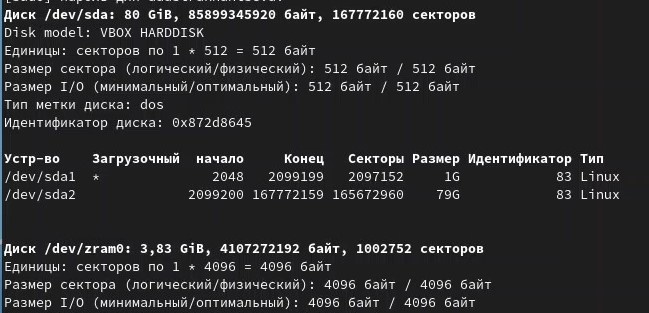 Диск /dev/sda: 80 GiB, 85899345920 байт, 167772160 секторов
Disk model: VBOX HARDDISK
Единицы: секторов по 1 * 512 = 512 байт
Размер сектора (логический/физический): 512 байт / 512 байт
Размер I/O (минимальный/оптимальный): 512 байт / 512 байт
Тип метки диска: dos
Идентификатор диска: 0x872d8645
Устр-во Загрузочный начало Конец Секторы Размер Идентификатор Тип
/dev/sda1 * 2048 2099199 2097152 1G 83 Linux
/dev/sda2 2099200 167772159 165672960 79G 83 Linux
Диск /dev/zram0: 3,83 GiB, 4107272192 байт, 1002752 секторов
Единицы: секторов по 1 * 4096 = 4096 байт
Размер сектора (логический/физический): 4096 байт / 4096 байт
Размер I/O (минимальный/оптимальный): 4096 байт / 4096 байт